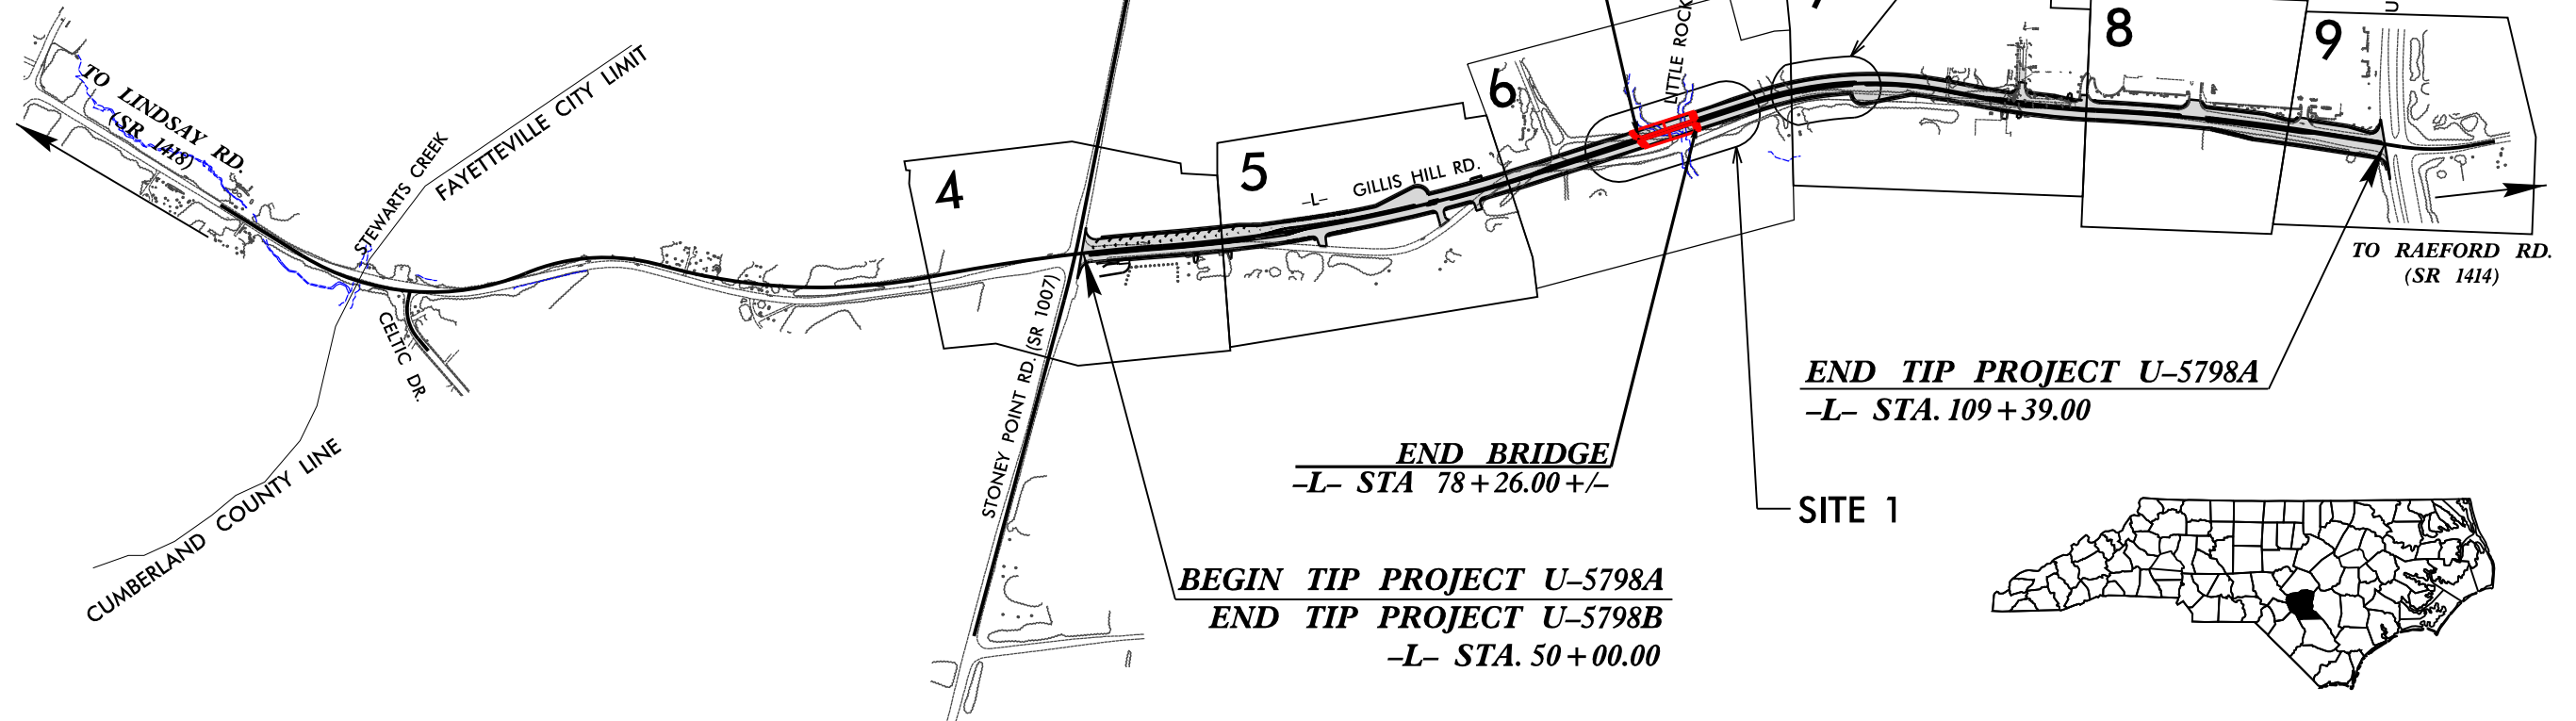 TO LINDSAY RD.
(SR 1418)
STEWARTS CREEK
FAYETTEVILLE CITY LIMIT
CELTIC DR.
CUMBERLAND COUNTY LINE
4
5
6
8
9
–L– GILLIS HILL RD.
LITTLE ROCK
STONEY POINT RD. (SR 1007)
TO RAEFORD RD.
(SR 1414)
END TIP PROJECT U–5798A
–L– STA. 109+39.00
END BRIDGE
–L– STA 78+26.00 +/–
SITE 1
BEGIN TIP PROJECT U–5798A
END TIP PROJECT U–5798B
–L– STA. 50+00.00